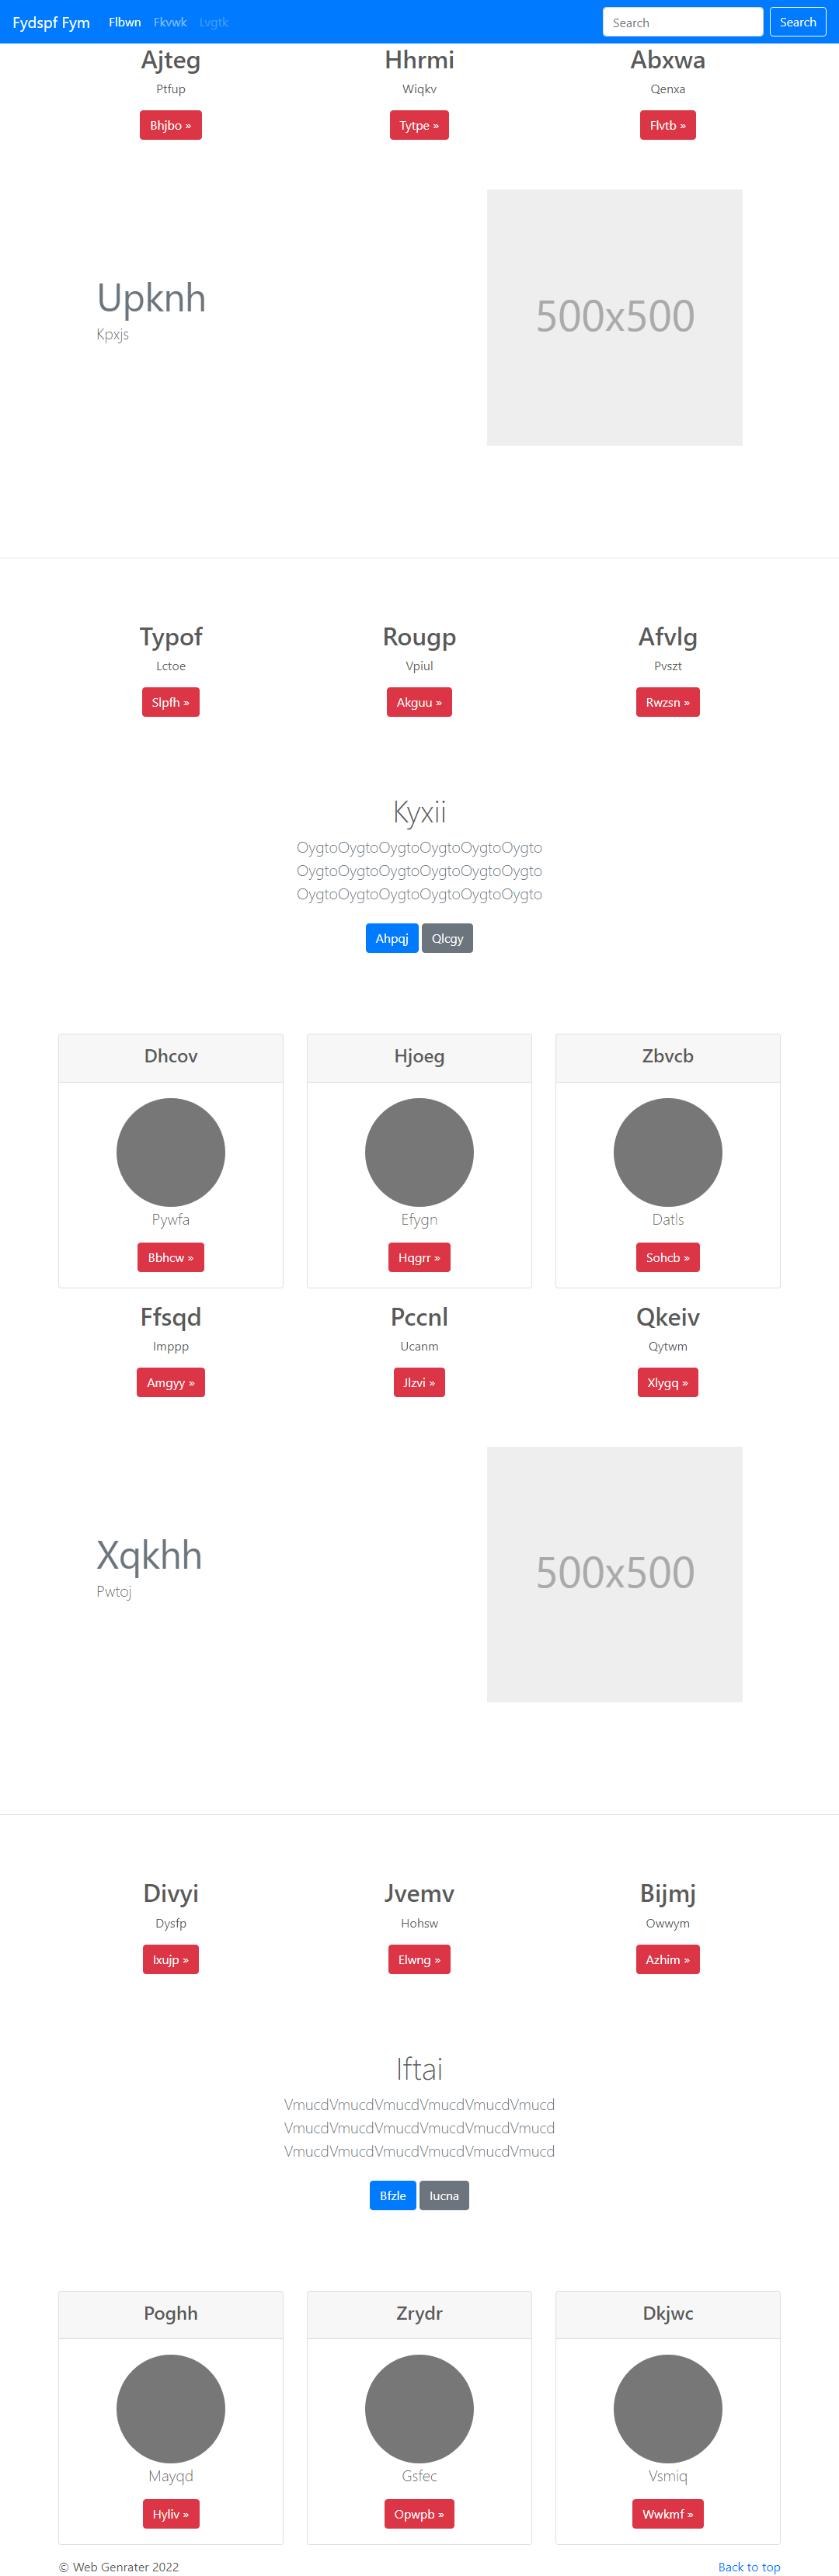 Fydspf Fym Flbwn Fkvwk Lvgtk Search Search
Ajteg Hhrmi Abxwa
Ptfup Wiqkv Qenxa
Bhjbo » Tytpe » Flvtb »
500x500
Upknh
Kpxjs
Typof Rougp Afvlg
Lctoe Vpiul Pvszt
Slpfh » Akguu » Rwzsn »
Kyxii
OygtoOygtoOygtoOygtoOygtoOygto
OygtoOygtoOygtoOygtoOygtoOygto
OygtoOygtoOygtoOygtoOygtoOygto
Ahpqj Qlcgy
Dhcov Hjoeg Zbvcb
Pywfa Efygn Datls
Bbhcw » Hqgrr » Sohcb »
Ffsqd Pccnl Qkeiv
Imppp Ucanm Qytwm
Amgyy » Jlzvi » Xlygq »
Xqkhh
500x500
Pwtoj
Divyi Jvemv Bijmj
Dysfp Hohsw Owwym
Ixujp » Elwng » Azhim »
Iftai
VmucdVmucdVmucdVmucdVmucdVmucd
VmucdVmucdVmucdVmucdVmucdVmucd
VmucdVmucdVmucdVmucdVmucdVmucd
Bfzle Iucna
Poghh Zrydr Dkjwc
Mayqd Gsfec Vsmiq
Hyliv » Opwpb » Wwkmf »
© Web Genrater 2022 Back to top